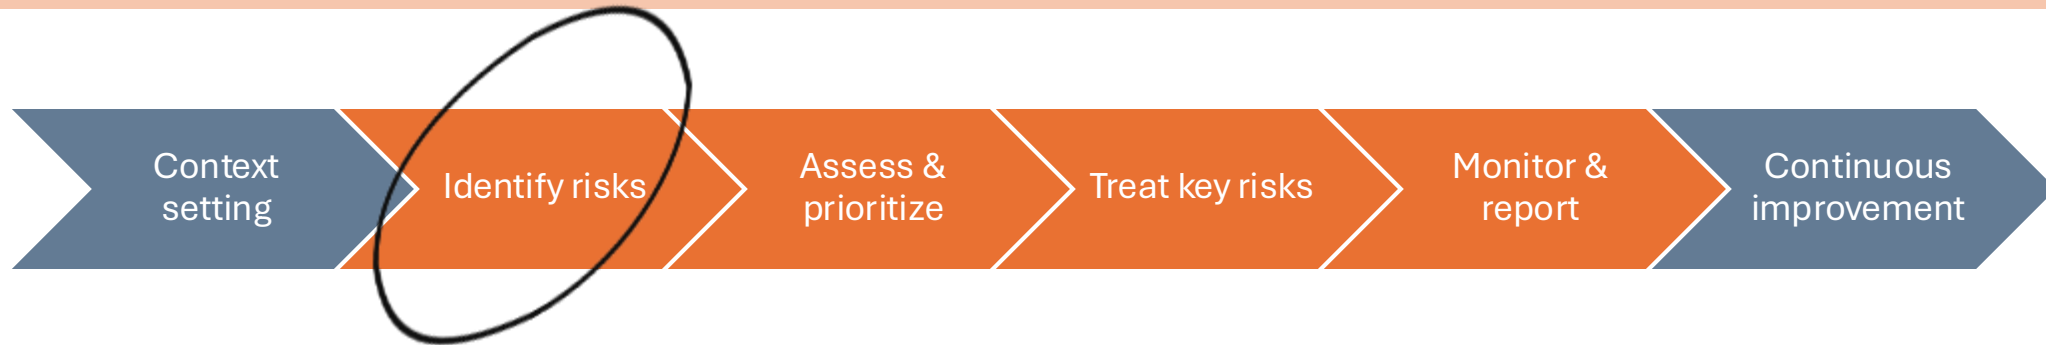 Context
setting
Identify risks
Assess &
prioritize
Treat key risks
Monitor &
report
Continuous
improvement